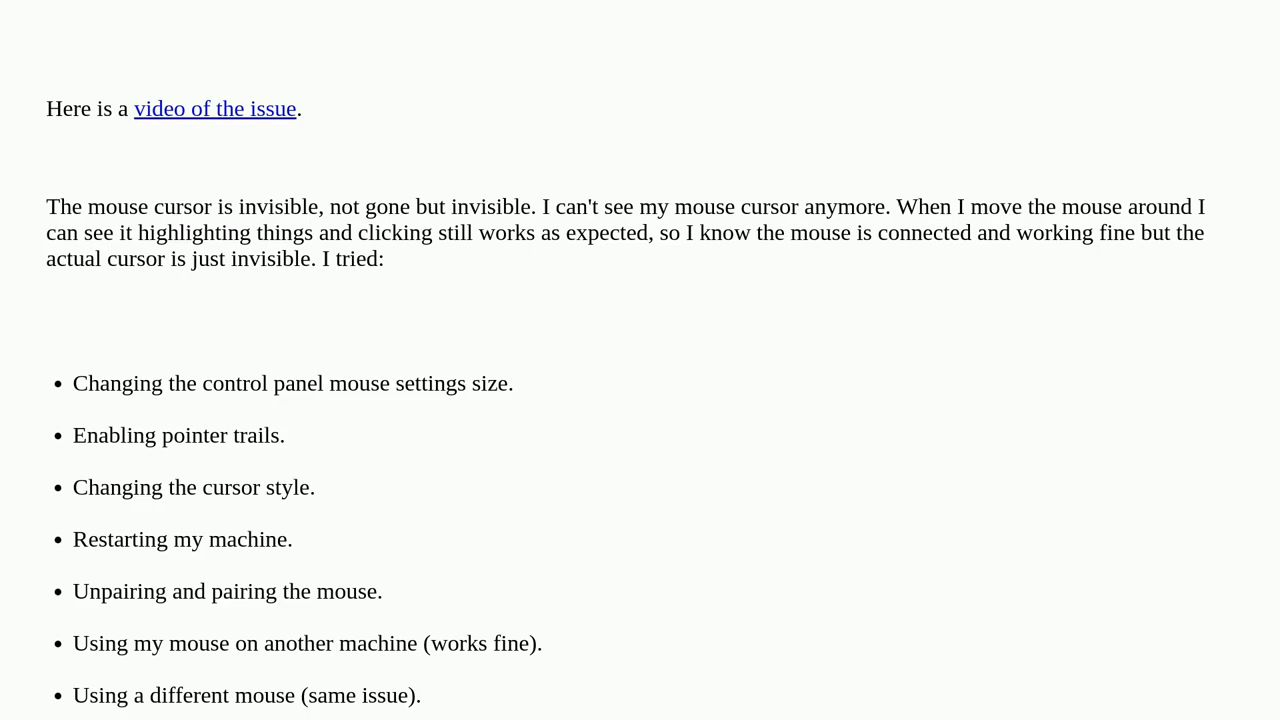 Here is a video of the issue.
The mouse cursor is invisible, not gone but invisible. I can't see my mouse cursor anymore. When I move the mouse around I
can see it highlighting things and clicking still works as expected, so I know the mouse is connected and working fine but the
actual cursor is just invisible. I tried:
• Changing the control panel mouse settings size.
• Enabling pointer trails.
• Changing the cursor style.
• Restarting my machine.
• Unpairing and pairing the mouse.
• Using my mouse on another machine (works fine).
• Using a different mouse (same issue).